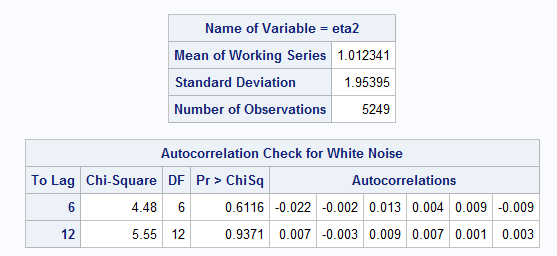 Name of Variable = eta2
Mean of Working Series 1.012341
Standard Deviation 1.95395
Number of Observations 5249
Autocorrelation Check for White Noise
To Lag Chi-Square DF Pr > ChiSq Autocorrelations
6 4.48 6 0.6116 -0.022 -0.002 0.013 0.004 0.009 -0.009
12 5.55 12 0.9371 0.007 -0.003 0.009 0.007 0.001 0.003